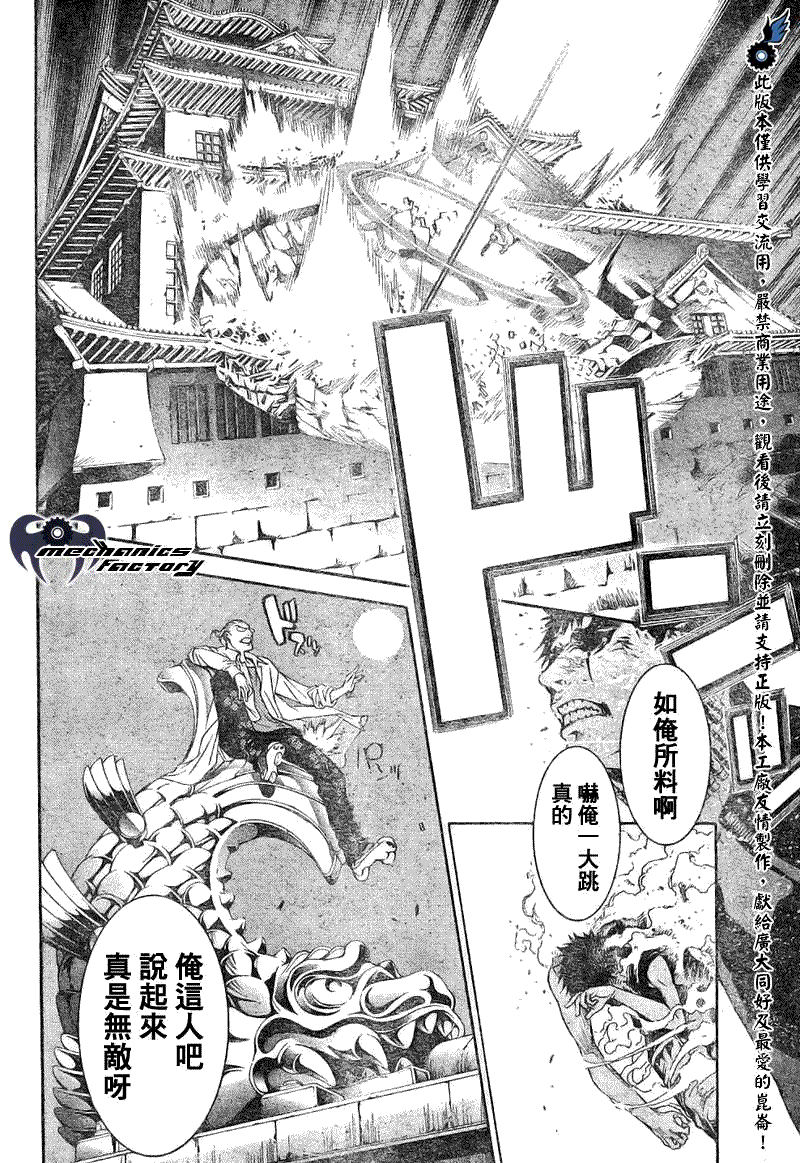 此版本僅供學習交流用，嚴禁商業用途，觀看後請立刻刪除並請支持正版！本工廠友情製作，獻給廣大同好及最愛的崑崙！
ド
mechanics
Factory
如俺所料啊
嚇俺一大跳
真的
ドズッ
俺這人吧
說起來
真是無敵呀